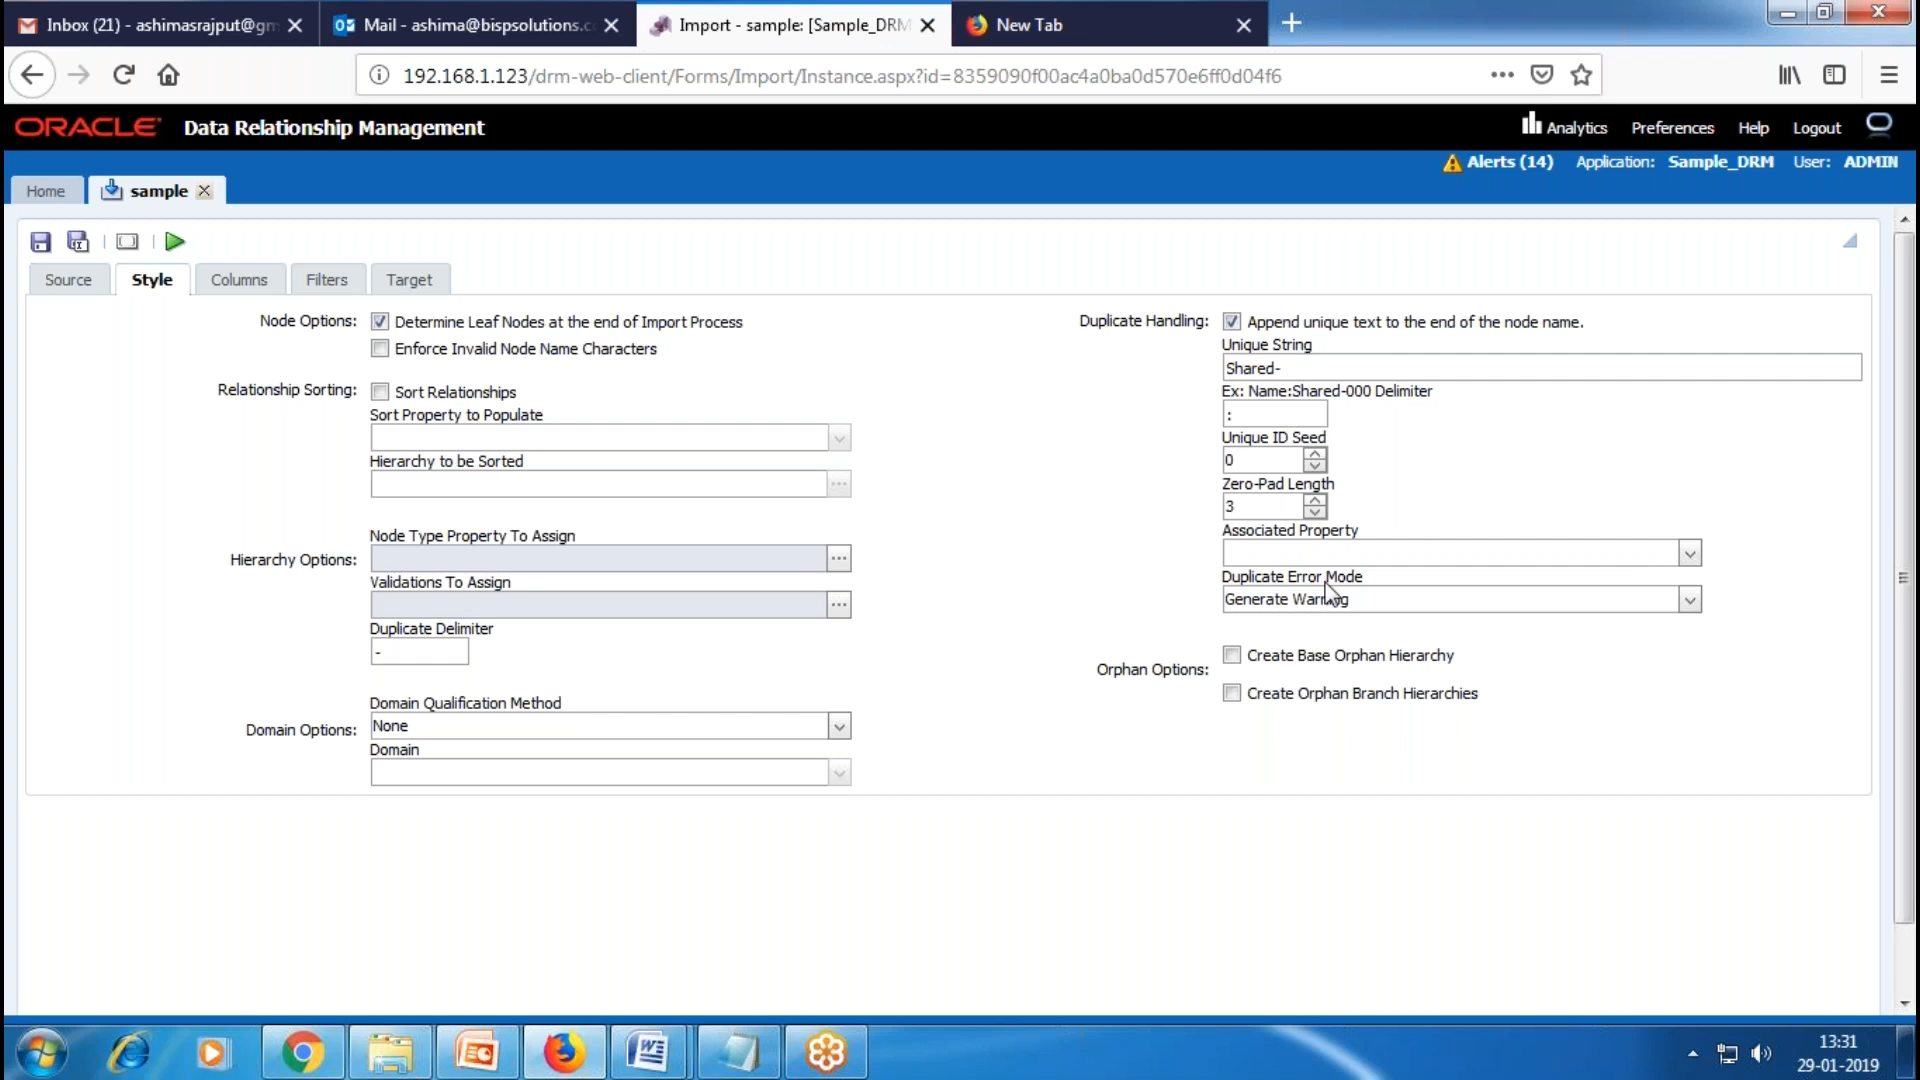 Inbox (21) - ashimasrajput@gm
Mail - ashima@bispsolutions.c
Import - sample: [Sample_DRM
New Tab
192.168.1.123/drm-web-client/Forms/Import/Instance.aspx?id=8359090f00ac4a0ba0d570e6ff0d04f6
ORACLE Data Relationship Management
Analytics Preferences Help Logout
Alerts (14) Application: Sample_DRM User: ADMIN
Home
sample
Source Style Columns Filters Target
Node Options: Determine Leaf Nodes at the end of Import Process
Enforce Invalid Node Name Characters
Relationship Sorting: Sort Relationships
Sort Property to Populate
Hierarchy to be Sorted
Node Type Property To Assign
Hierarchy Options:
Validations To Assign
Duplicate Delimiter
-
Domain Qualification Method
Domain Options: None
Domain
Duplicate Handling: Append unique text to the end of the node name.
Unique String
Shared-
Ex: Name:Shared-000 Delimiter
:
Unique ID Seed
0
Zero-Pad Length
3
Associated Property
Duplicate Error Mode
Generate Warning
Orphan Options: Create Base Orphan Hierarchy
Create Orphan Branch Hierarchies
13:31
29-01-2019